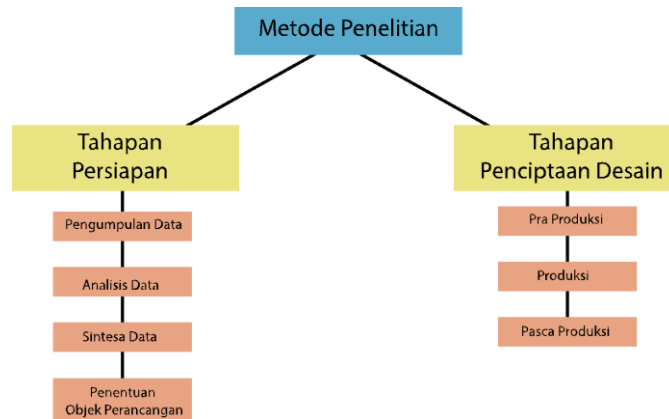 Metode Penelitian
Tahapan
Persiapan
Pengumpulan Data
Analisis Data
Sintesa Data
Penentuan
Objek Perancangan
Tahapan
Penciptaan Desain
Pra Produksi
Produksi
Pasca Produksi